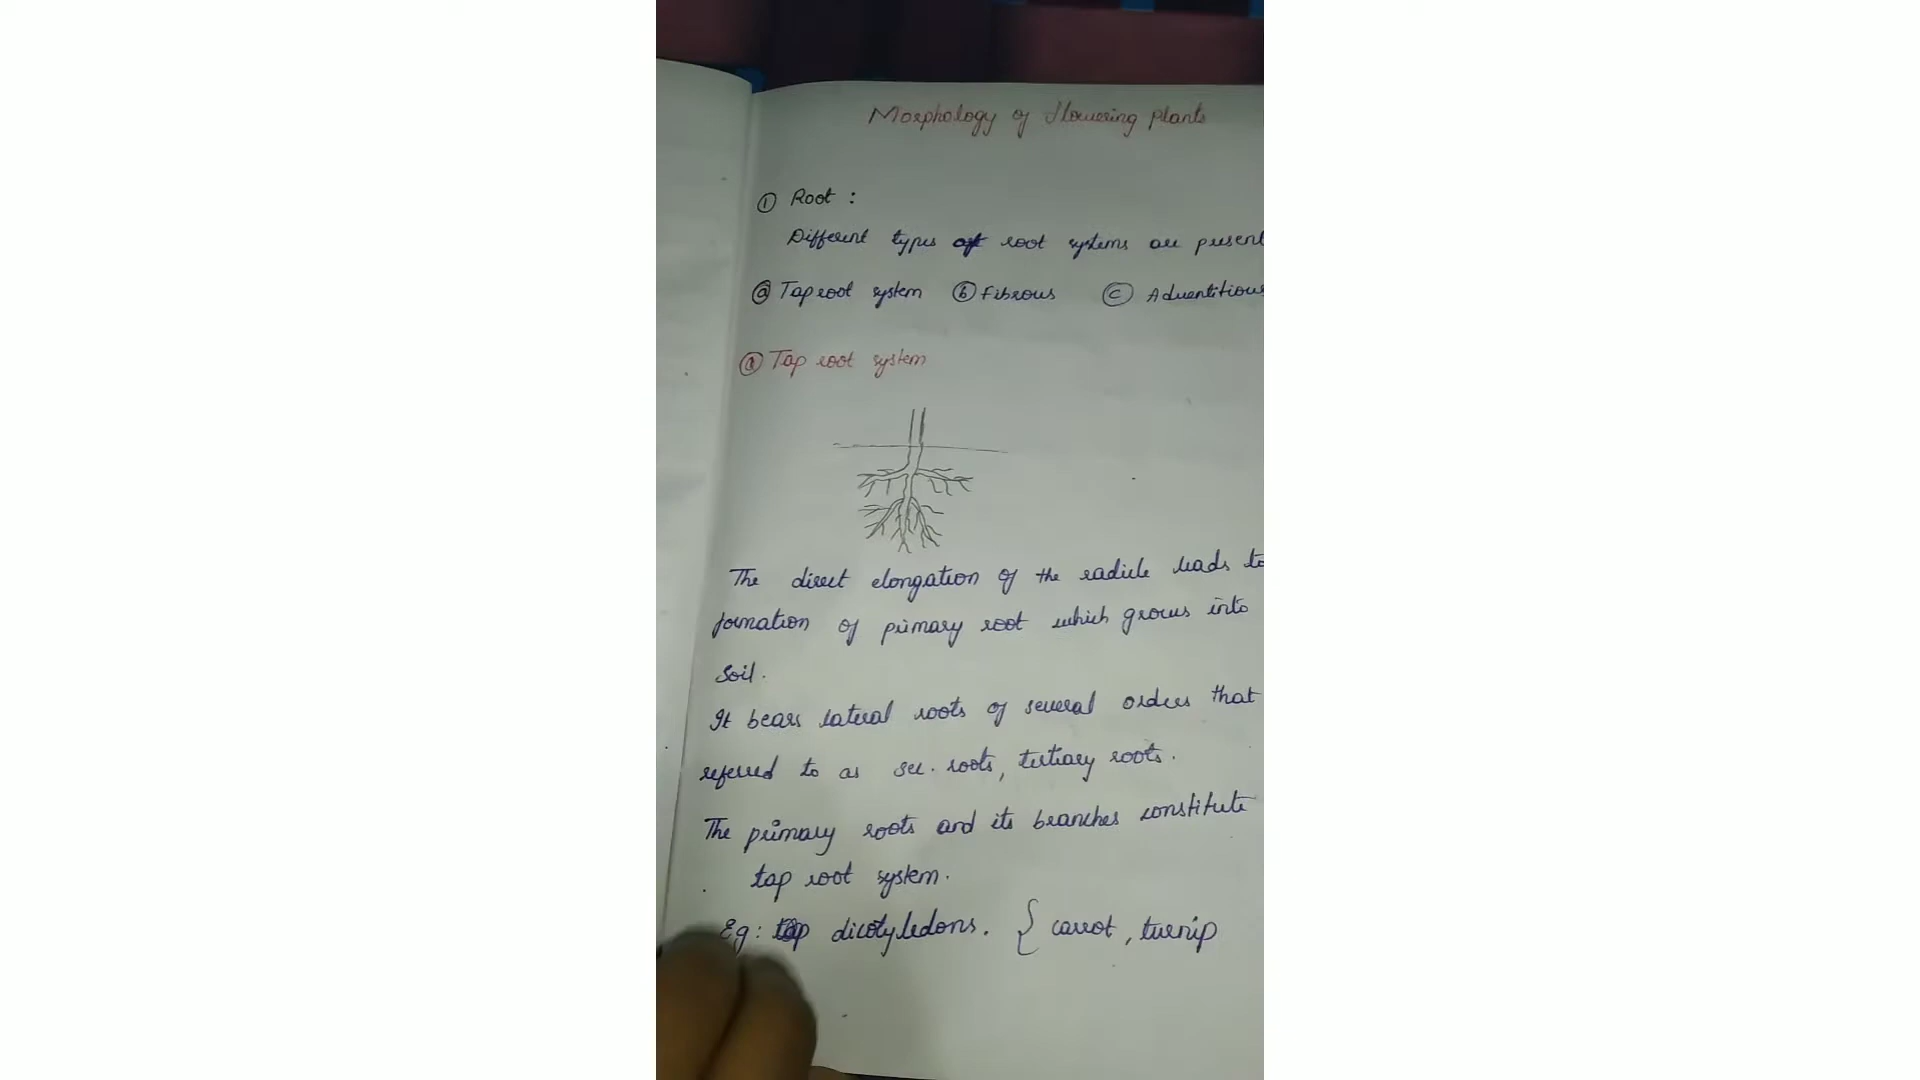 Morphology of flowering plants
① Root :
Different types of root systems are present
ⓐ Taproot system ⓑ Fibrous ⓒ Adventitious
ⓐ Tap root system
The direct elongation of the radicle leads to
formation of primary root which grows into
soil.
It bears lateral roots of several orders that
referred to as sec. roots, tertiary roots.
The primary roots and its branches constitute
tap root system.
Eg: dicotyledons. { carrot, turnip